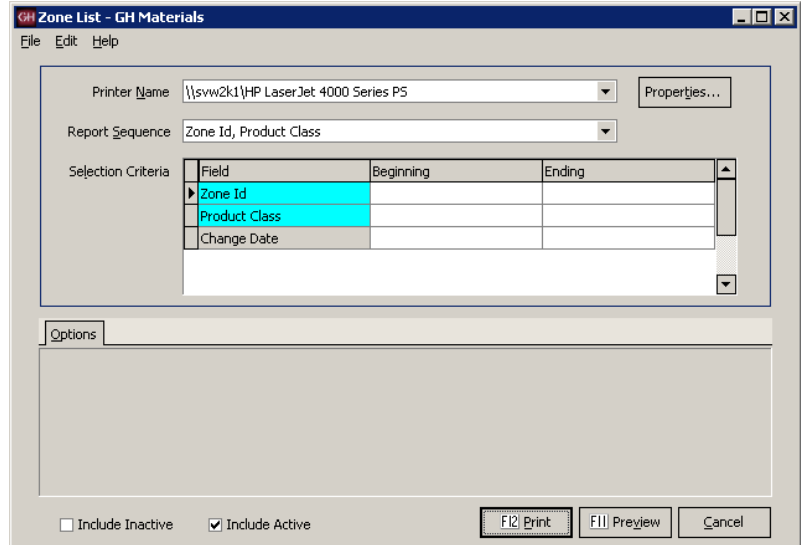 GH Zone List - GH Materials
File Edit Help
Printer Name \\svw2k1\HP LaserJet 4000 Series PS Properties...
Report Sequence Zone Id, Product Class
Selection Criteria Field Beginning Ending
Zone Id
Product Class
Change Date
Options
Include Inactive Include Active F12 Print F11 Preview Cancel